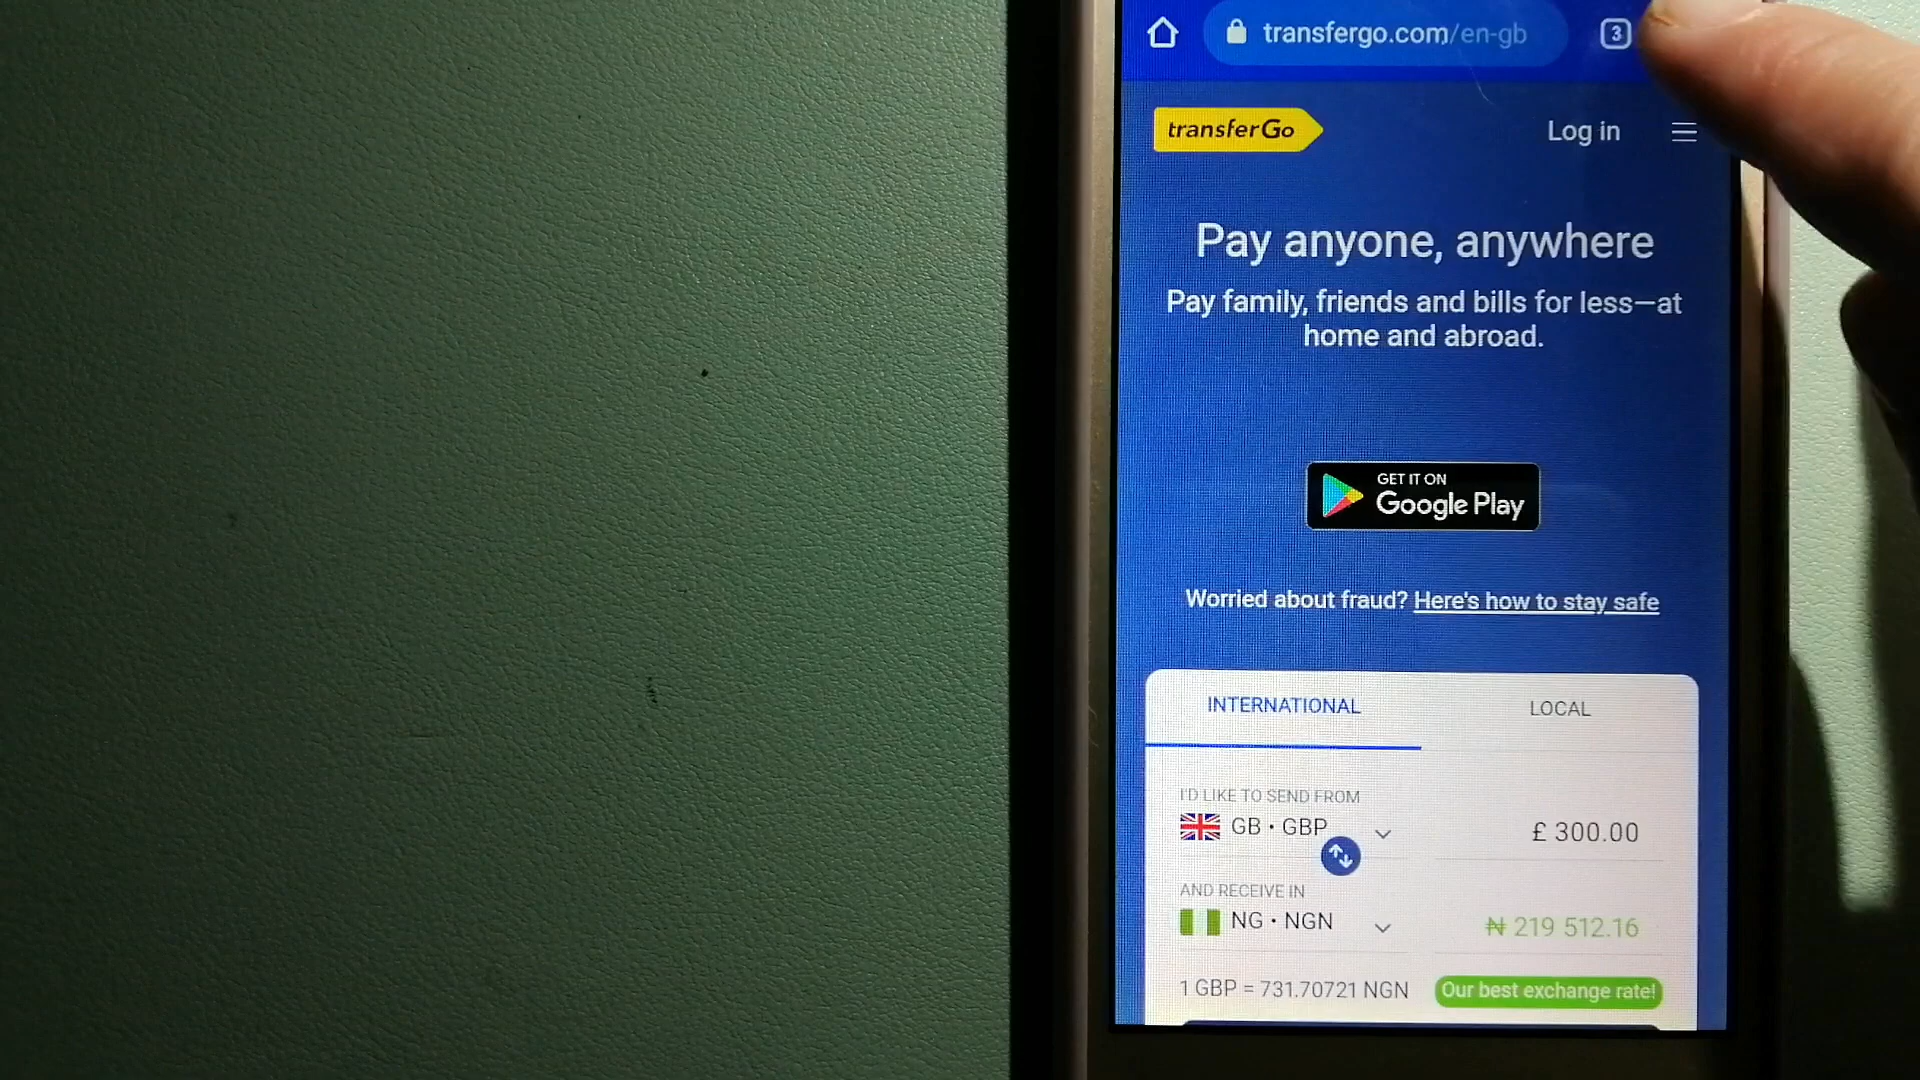 transfergo.com/en-gb
3
transferGo
Log in
Pay anyone, anywhere
Pay family, friends and bills for less—at
home and abroad.
GET IT ON
Google Play
Worried about fraud? Here's how to stay safe
INTERNATIONAL
LOCAL
I'D LIKE TO SEND FROM
GB • GBP
£ 300.00
AND RECEIVE IN
NG • NGN
₦ 219 512.16
1 GBP = 731.70721 NGN
Our best exchange rate!